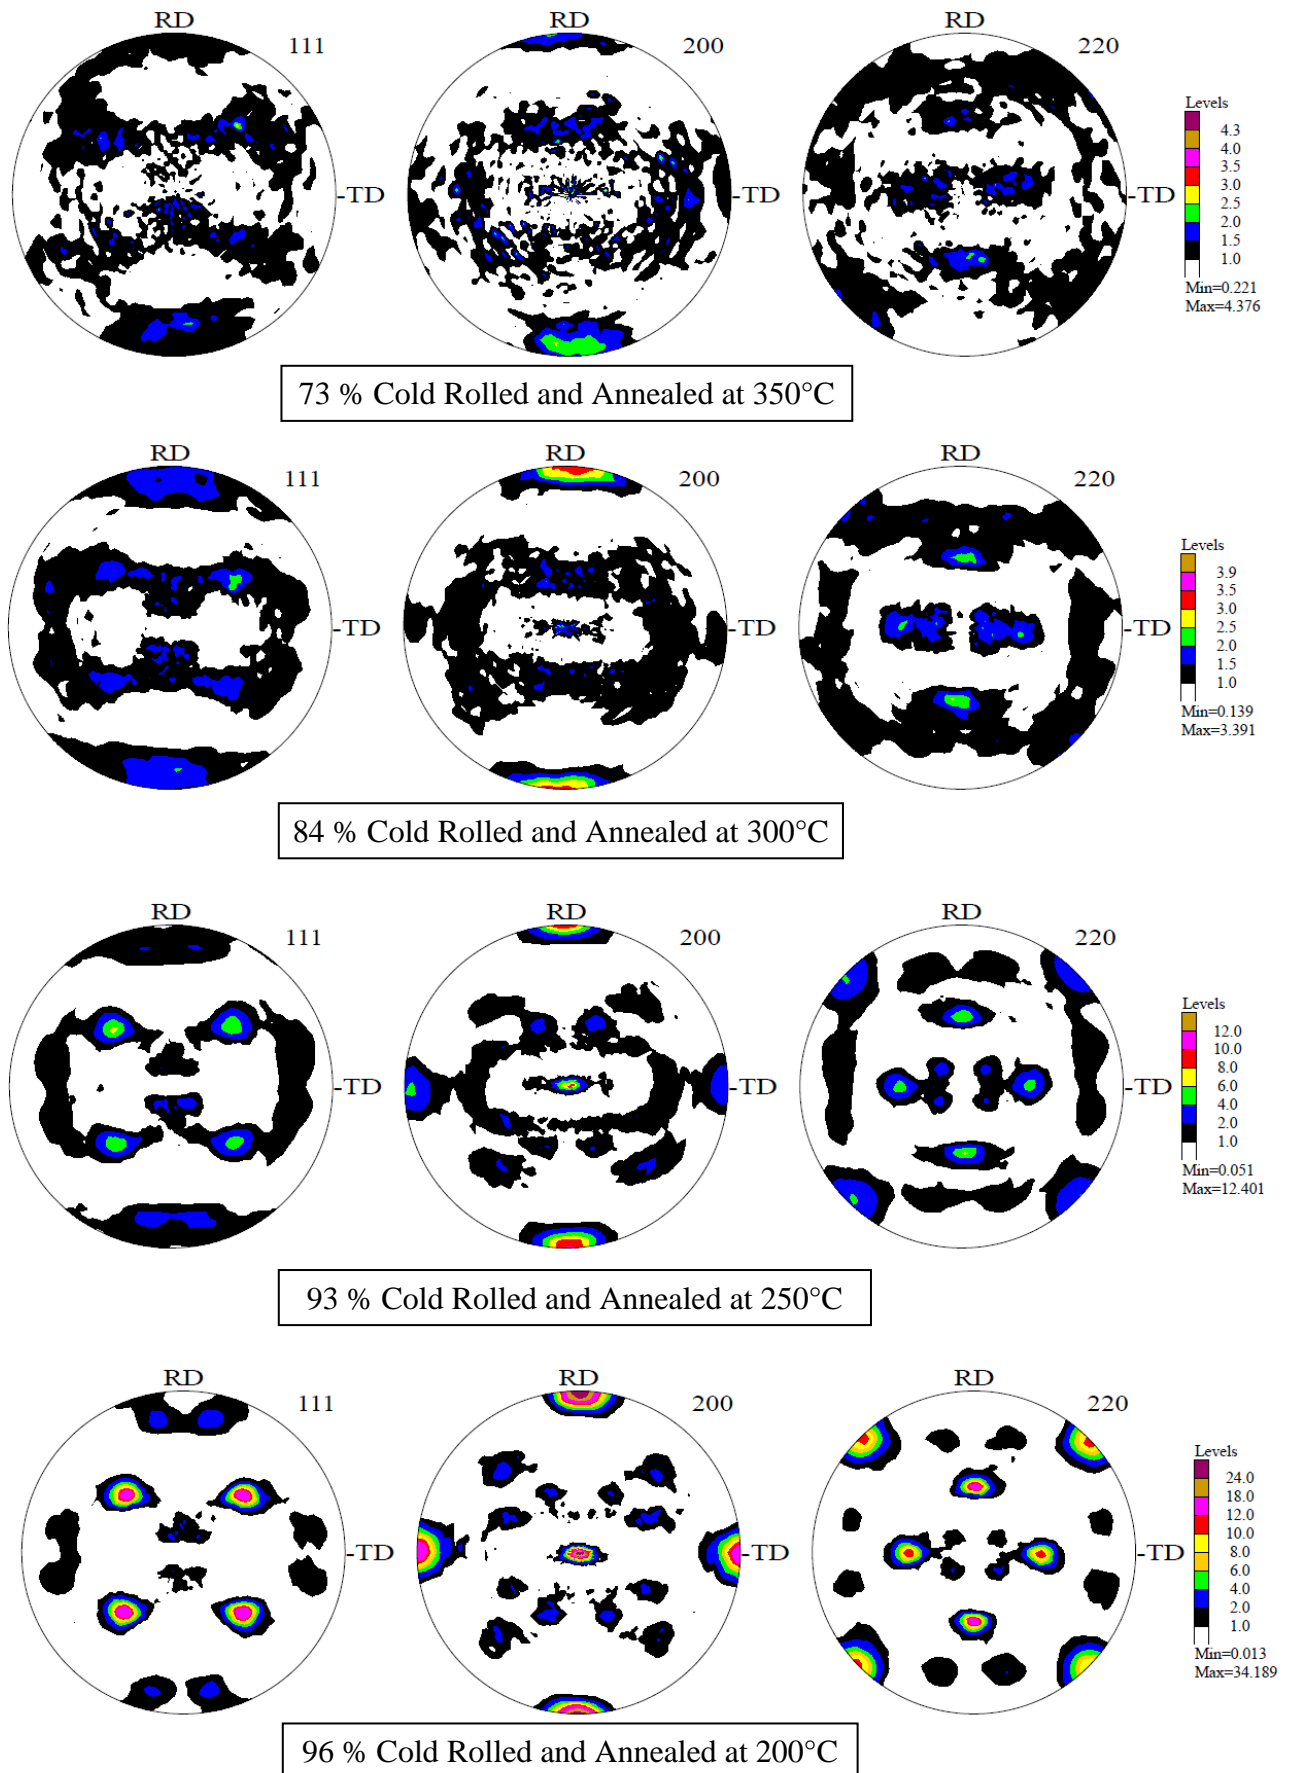 RD
111
-TD
RD
200
-TD
RD
220
-TD
Levels
4.3
4.0
3.5
3.0
2.5
2.0
1.5
1.0
Min=0.221
Max=4.376
73 % Cold Rolled and Annealed at 350°C
RD
111
-TD
RD
200
-TD
RD
220
-TD
Levels
3.9
3.5
3.0
2.5
2.0
1.5
1.0
Min=0.139
Max=3.391
84 % Cold Rolled and Annealed at 300°C
RD
111
-TD
RD
200
-TD
RD
220
-TD
Levels
12.0
10.0
8.0
6.0
4.0
2.0
1.0
Min=0.051
Max=12.401
93 % Cold Rolled and Annealed at 250°C
RD
111
-TD
RD
200
-TD
RD
220
-TD
Levels
24.0
18.0
12.0
10.0
8.0
6.0
4.0
2.0
1.0
Min=0.013
Max=34.189
96 % Cold Rolled and Annealed at 200°C